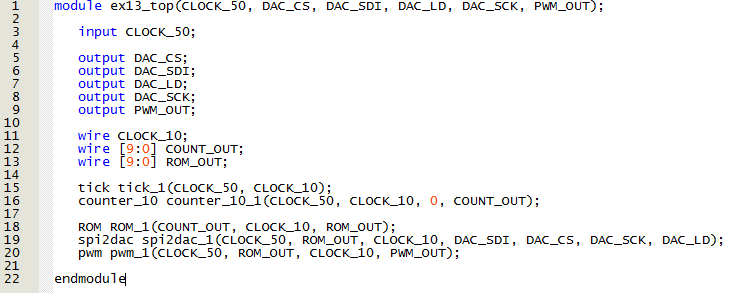 1 module ex13_top(CLOCK_50, DAC_CS, DAC_SDI, DAC_LD, DAC_SCK, PWM_OUT);
2
3 input CLOCK_50;
4
5 output DAC_CS;
6 output DAC_SDI;
7 output DAC_LD;
8 output DAC_SCK;
9 output PWM_OUT;
10
11 wire CLOCK_10;
12 wire [9:0] COUNT_OUT;
13 wire [9:0] ROM_OUT;
14
15 tick tick_1(CLOCK_50, CLOCK_10);
16 counter_10 counter_10_1(CLOCK_50, CLOCK_10, 0, COUNT_OUT);
17
18 ROM ROM_1(COUNT_OUT, CLOCK_10, ROM_OUT);
19 spi2dac spi2dac_1(CLOCK_50, ROM_OUT, CLOCK_10, DAC_SDI, DAC_CS, DAC_SCK, DAC_LD);
20 pwm pwm_1(CLOCK_50, ROM_OUT, CLOCK_10, PWM_OUT);
21
22 endmodule